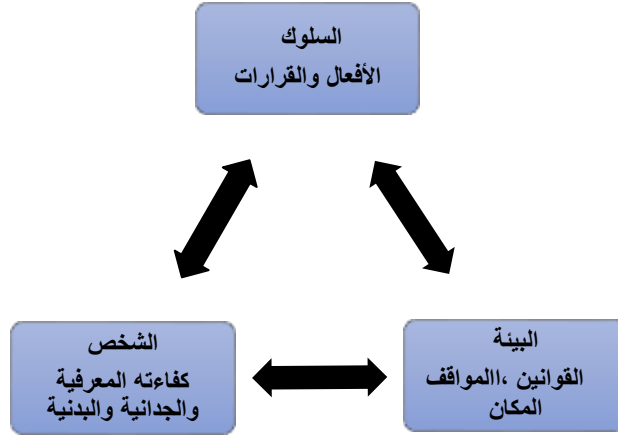 السلوك
الأفعال والقرارات
الشخص
كفاءته المعرفية
والجدانية والبدنية
البيئة
القوانين ،االمواقف
المكان